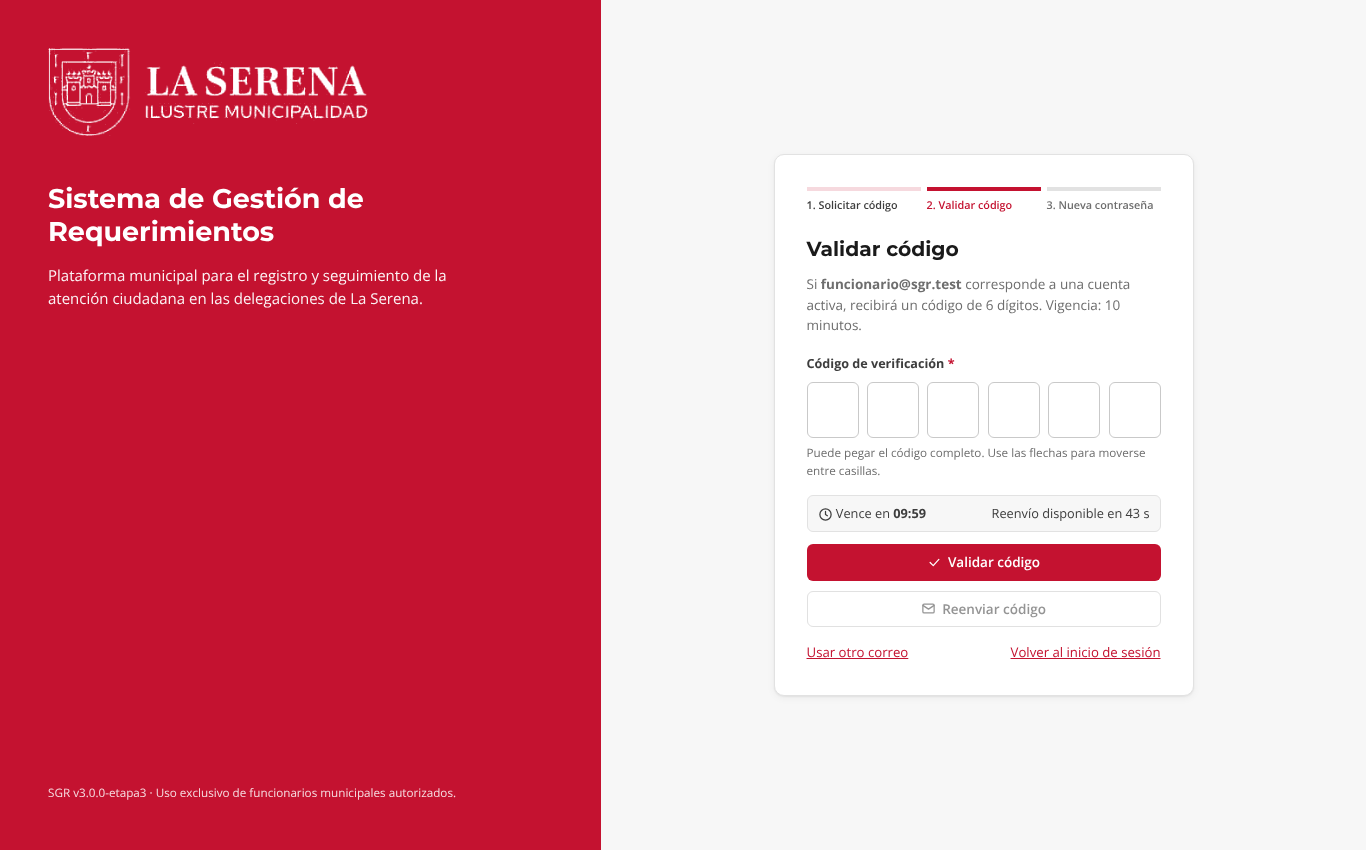 LA SERENA
ILUSTRE MUNICIPALIDAD
Sistema de Gestión de
Requerimientos
Plataforma municipal para el registro y seguimiento de la
atención ciudadana en las delegaciones de La Serena.
SGR v3.0.0-etapa3 · Uso exclusivo de funcionarios municipales autorizados.
1. Solicitar código
2. Validar código
3. Nueva contraseña
Validar código
Si funcionario@sgr.test corresponde a una cuenta
activa, recibirá un código de 6 dígitos. Vigencia: 10
minutos.
Código de verificación *
Puede pegar el código completo. Use las flechas para moverse
entre casillas.
Vence en 09:59
Reenvío disponible en 43 s
Validar código
Reenviar código
Usar otro correo
Volver al inicio de sesión